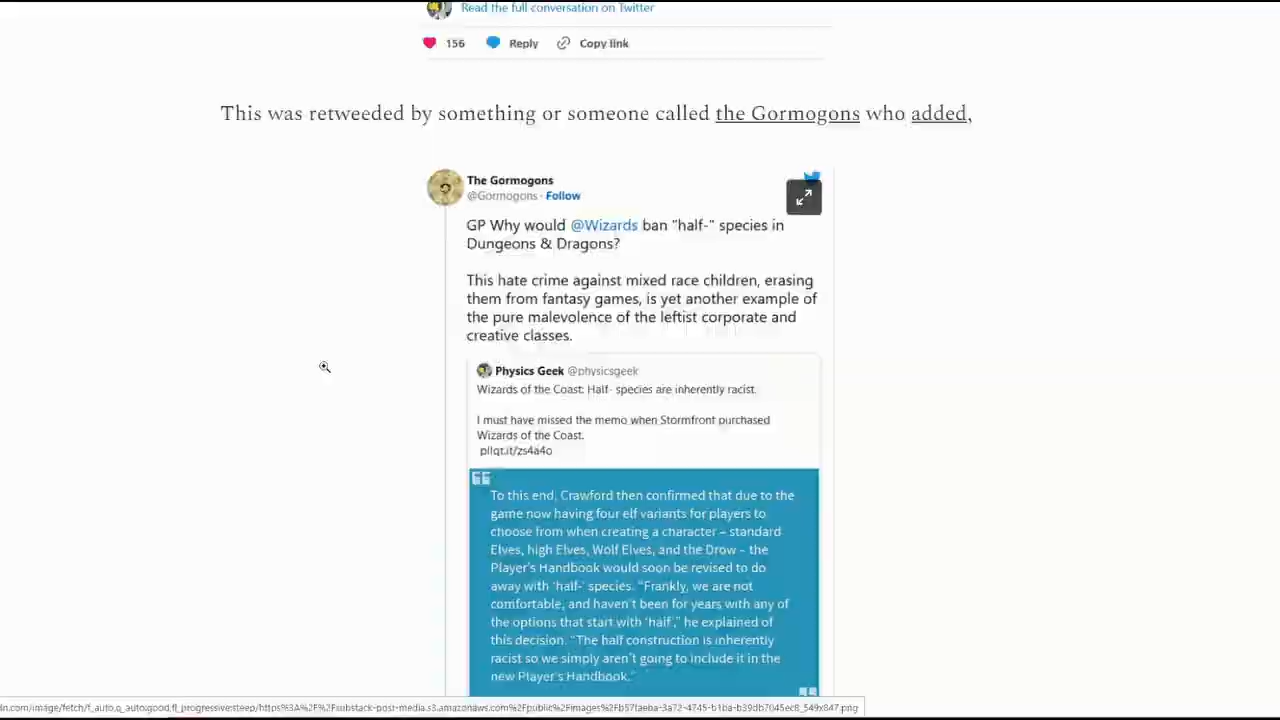 Read the full conversation on Twitter
156 Reply Copy link
This was retweeded by something or someone called the Gormogons who added,
The Gormogons
@Gormogons · Follow
GP Why would @Wizards ban "half-" species in
Dungeons & Dragons?
This hate crime against mixed race children, erasing
them from fantasy games, is yet another example of
the pure malevolence of the leftist corporate and
creative classes.
Physics Geek @physicsgeek
Wizards of the Coast: Half- species are inherently racist.
I must have missed the memo when Stormfront purchased
Wizards of the Coast.
pllqt.it/zs4a4o
To this end, Crawford then confirmed that due to the
game now having four elf variants for players to
choose from when creating a character – standard
Elves, high Elves, Wolf Elves, and the Drow – the
Player's Handbook would soon be revised to do
away with 'half-' species. "Frankly, we are not
comfortable, and haven't been for years with any of
the options that start with 'half'," he explained of
this decision. "The half construction is inherently
racist so we simply aren't going to include it in the
new Player's Handbook."